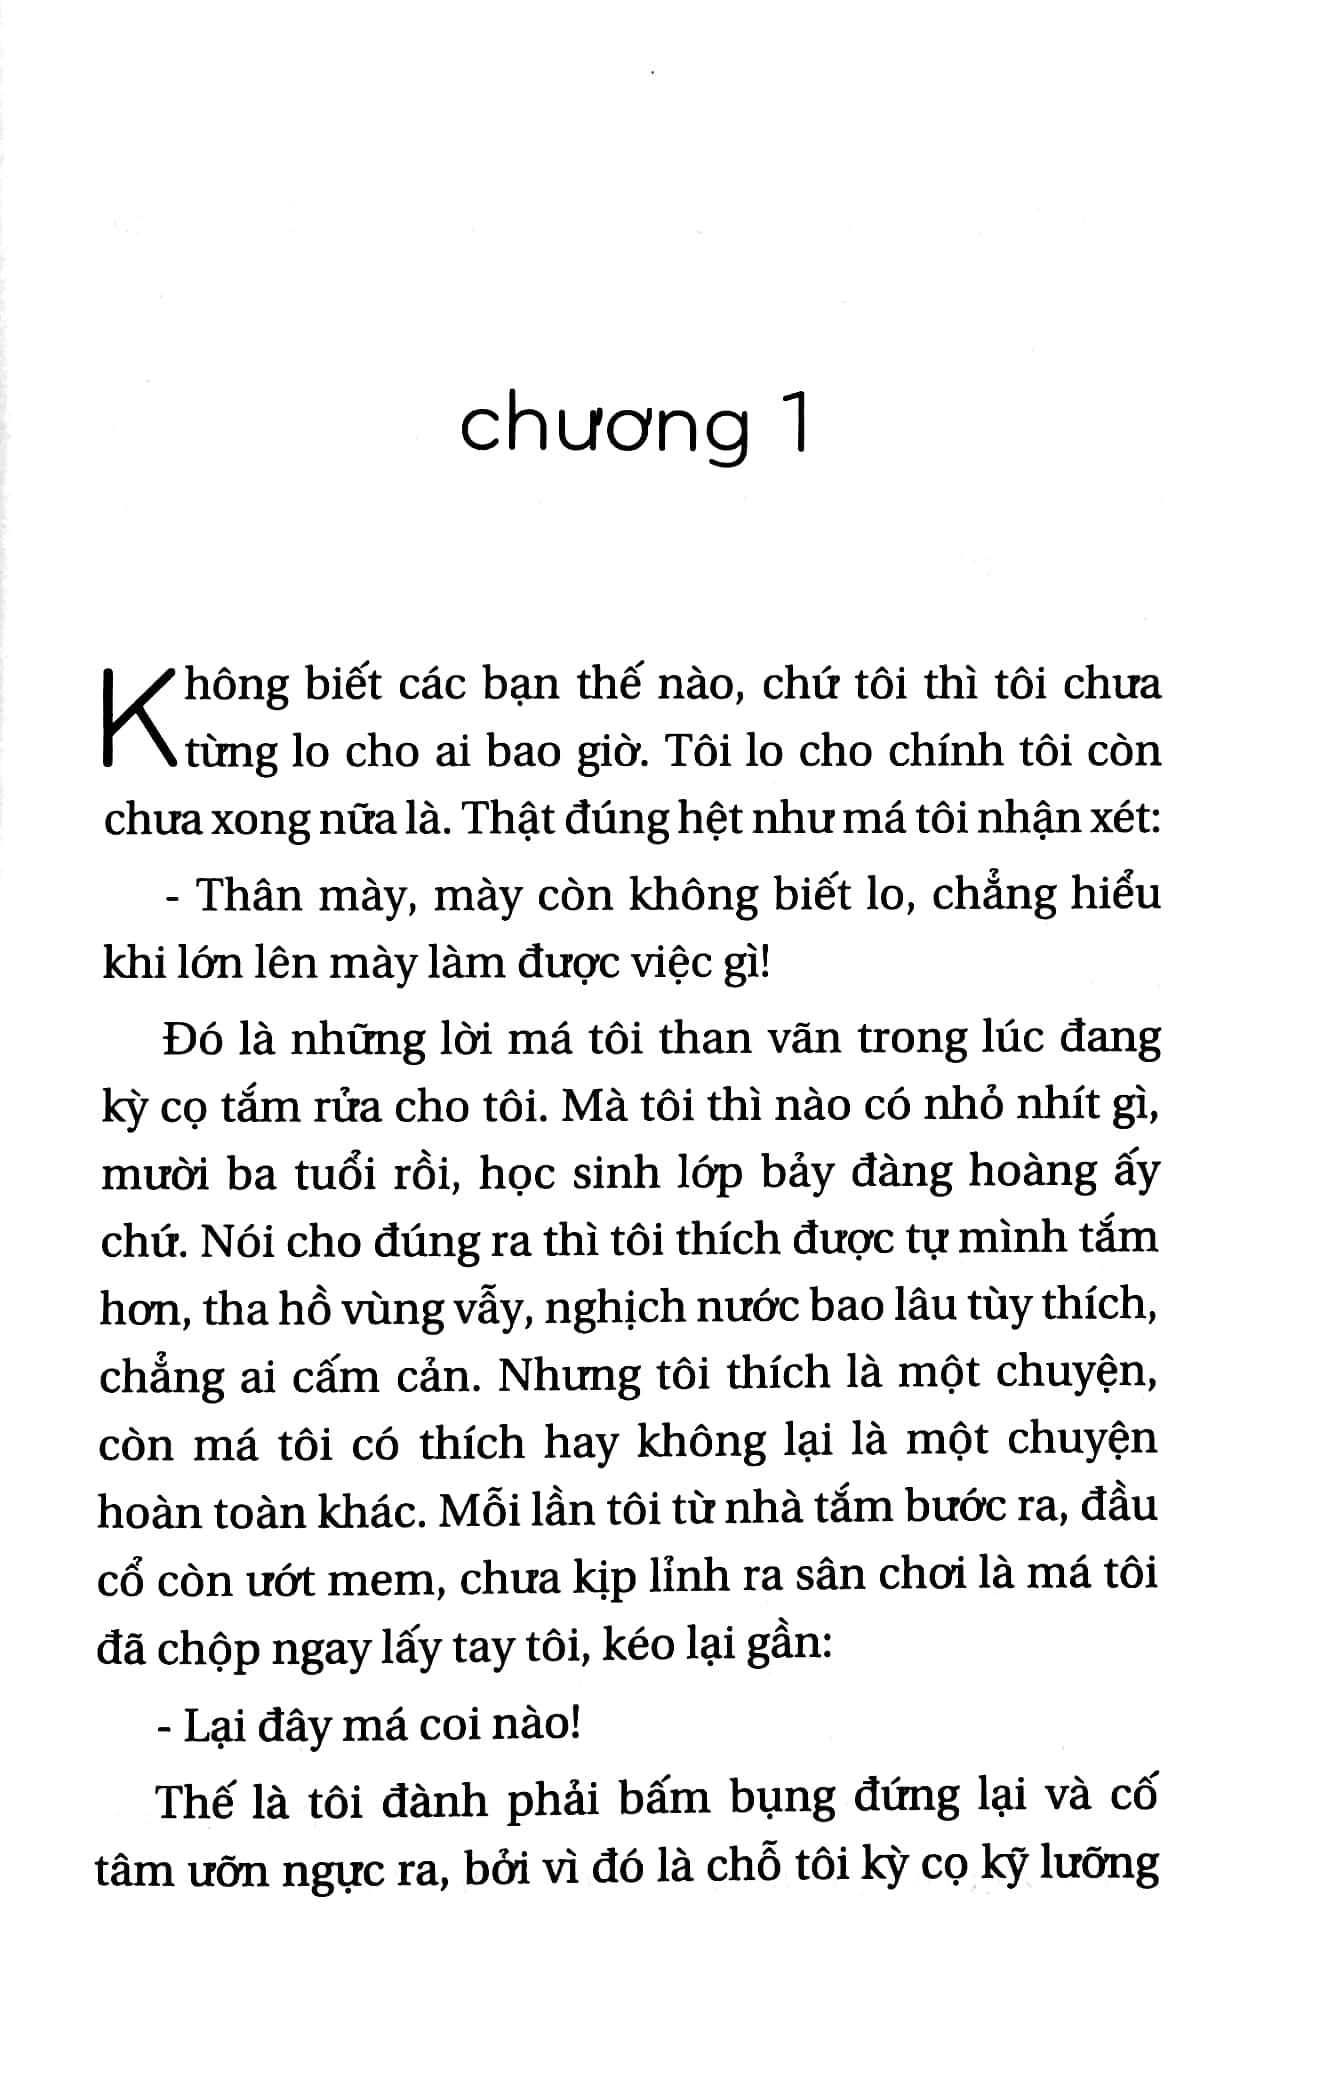 chương 1
Không biết các bạn thế nào, chứ tôi thì tôi chưa
từng lo cho ai bao giờ. Tôi lo cho chính tôi còn
chưa xong nữa là. Thật đúng hệt như má tôi nhận xét:
- Thân mày, mày còn không biết lo, chẳng hiểu
khi lớn lên mày làm được việc gì!
Đó là những lời má tôi than vãn trong lúc đang
kỳ cọ tắm rửa cho tôi. Mà tôi thì nào có nhỏ nhít gì,
mười ba tuổi rồi, học sinh lớp bảy đàng hoàng ấy
chứ. Nói cho đúng ra thì tôi thích được tự mình tắm
hơn, tha hồ vùng vẫy, nghịch nước bao lâu tùy thích,
chẳng ai cấm cản. Nhưng tôi thích là một chuyện,
còn má tôi có thích hay không lại là một chuyện
hoàn toàn khác. Mỗi lần tôi từ nhà tắm bước ra, đầu
cổ còn ướt mem, chưa kịp lỉnh ra sân chơi là má tôi
đã chộp ngay lấy tay tôi, kéo lại gần:
- Lại đây má coi nào!
Thế là tôi đành phải bấm bụng đứng lại và cố
tâm ưỡn ngực ra, bởi vì đó là chỗ tôi kỳ cọ kỹ lưỡng